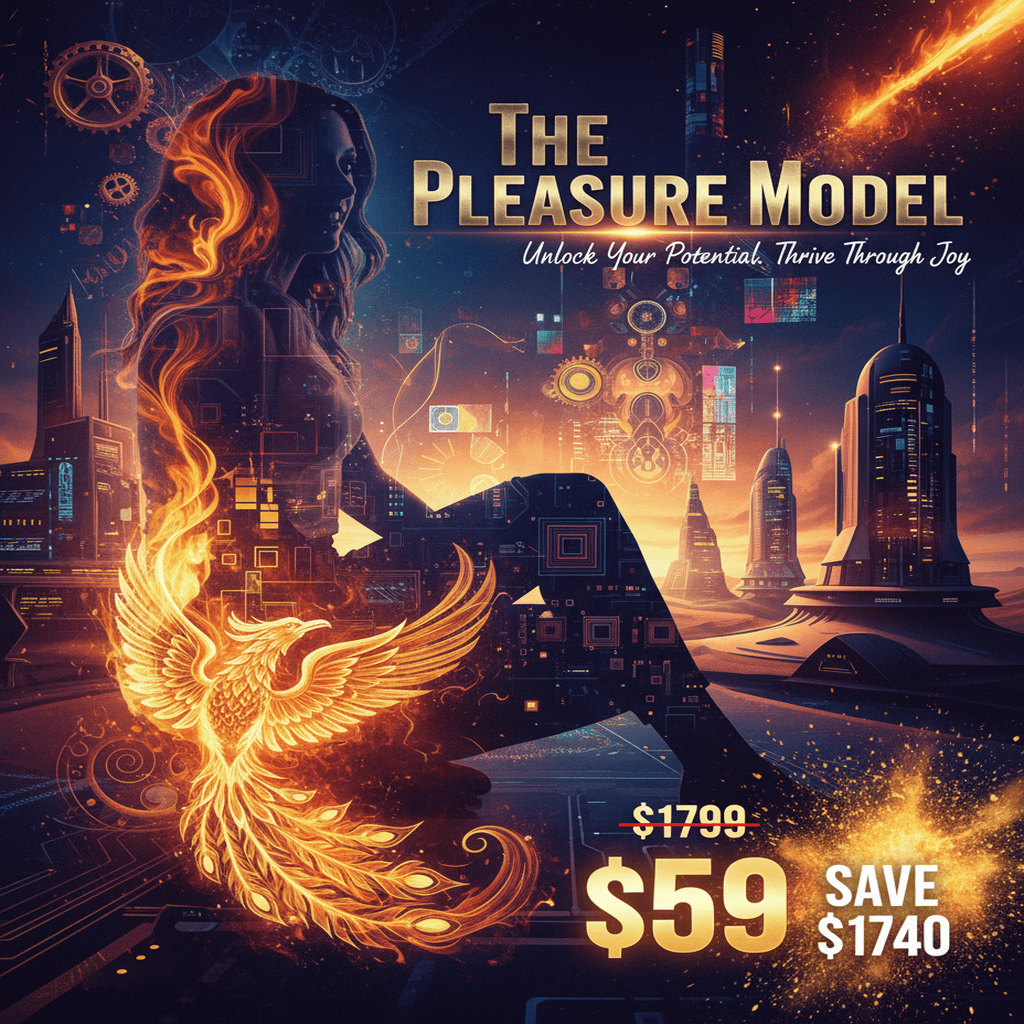 THE
PLEASURE MODEL
Unlock Your Potential. Thrive Through Joy
$1799
$59
SAVE
$1740